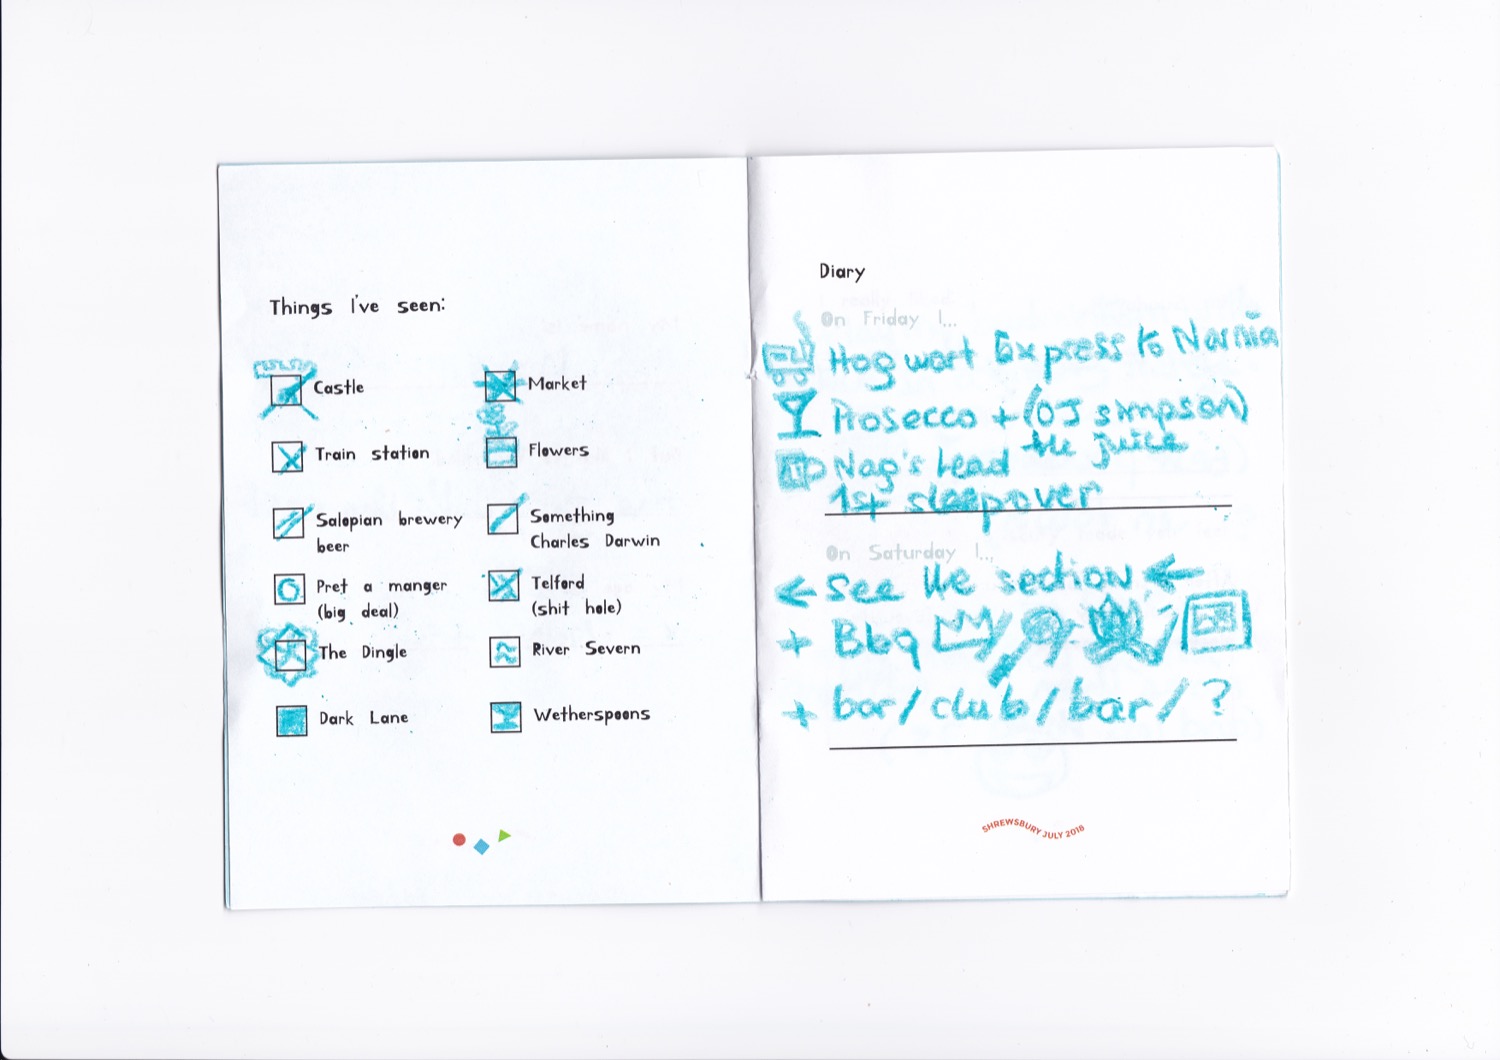 Things I've seen:
Castle
Market
Train station
Flowers
Salopian brewery
beer
Something
Charles Darwin
Pret a manger
(big deal)
Telford
(shit hole)
The Dingle
River Severn
Dark Lane
Wetherspoons
Diary
On Friday I...
Hogwart Express to Narnia
Prosecco + (OJ simpson)
the juice
Nag's head
1st sleepover
On Saturday I...
← See the section ←
+ Bbq
+ bar/club/bar/?
SHREWSBURY JULY 2018